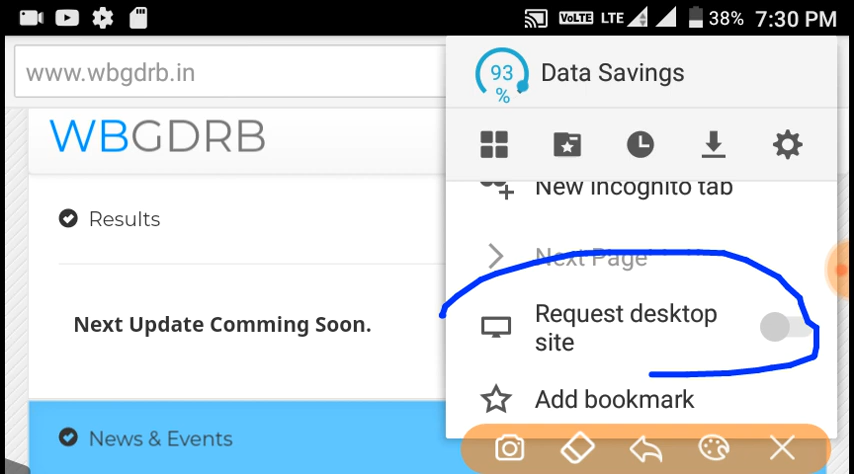 VoLTE LTE 38% 7:30 PM
www.wbgdrb.in
93
%
Data Savings
WBGDRB
New incognito tab
Results
Next Page
Next Update Comming Soon.
Request desktop
site
Add bookmark
News & Events